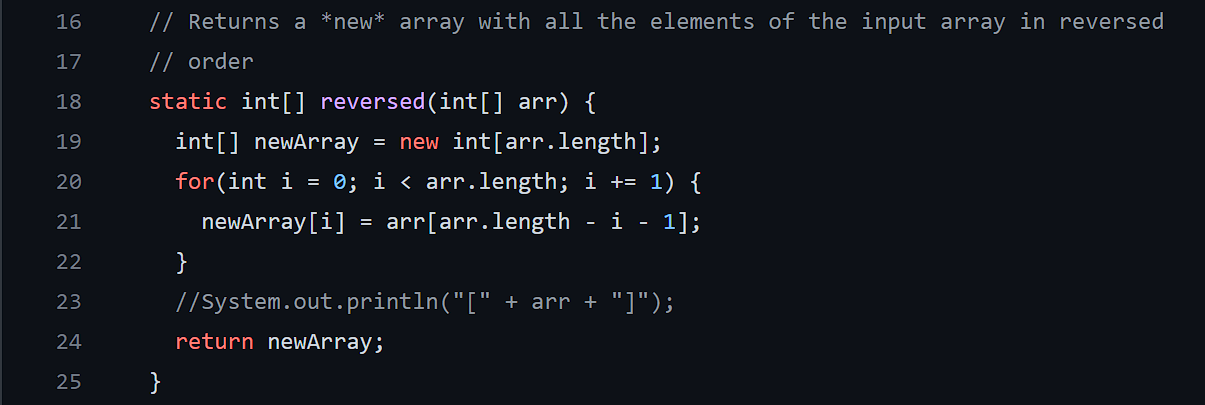 16 // Returns a *new* array with all the elements of the input array in reversed
17 // order
18 static int[] reversed(int[] arr) {
19 int[] newArray = new int[arr.length];
20 for(int i = 0; i < arr.length; i += 1) {
21 newArray[i] = arr[arr.length - i - 1];
22 }
23 //System.out.println("[" + arr + "]");
24 return newArray;
25 }